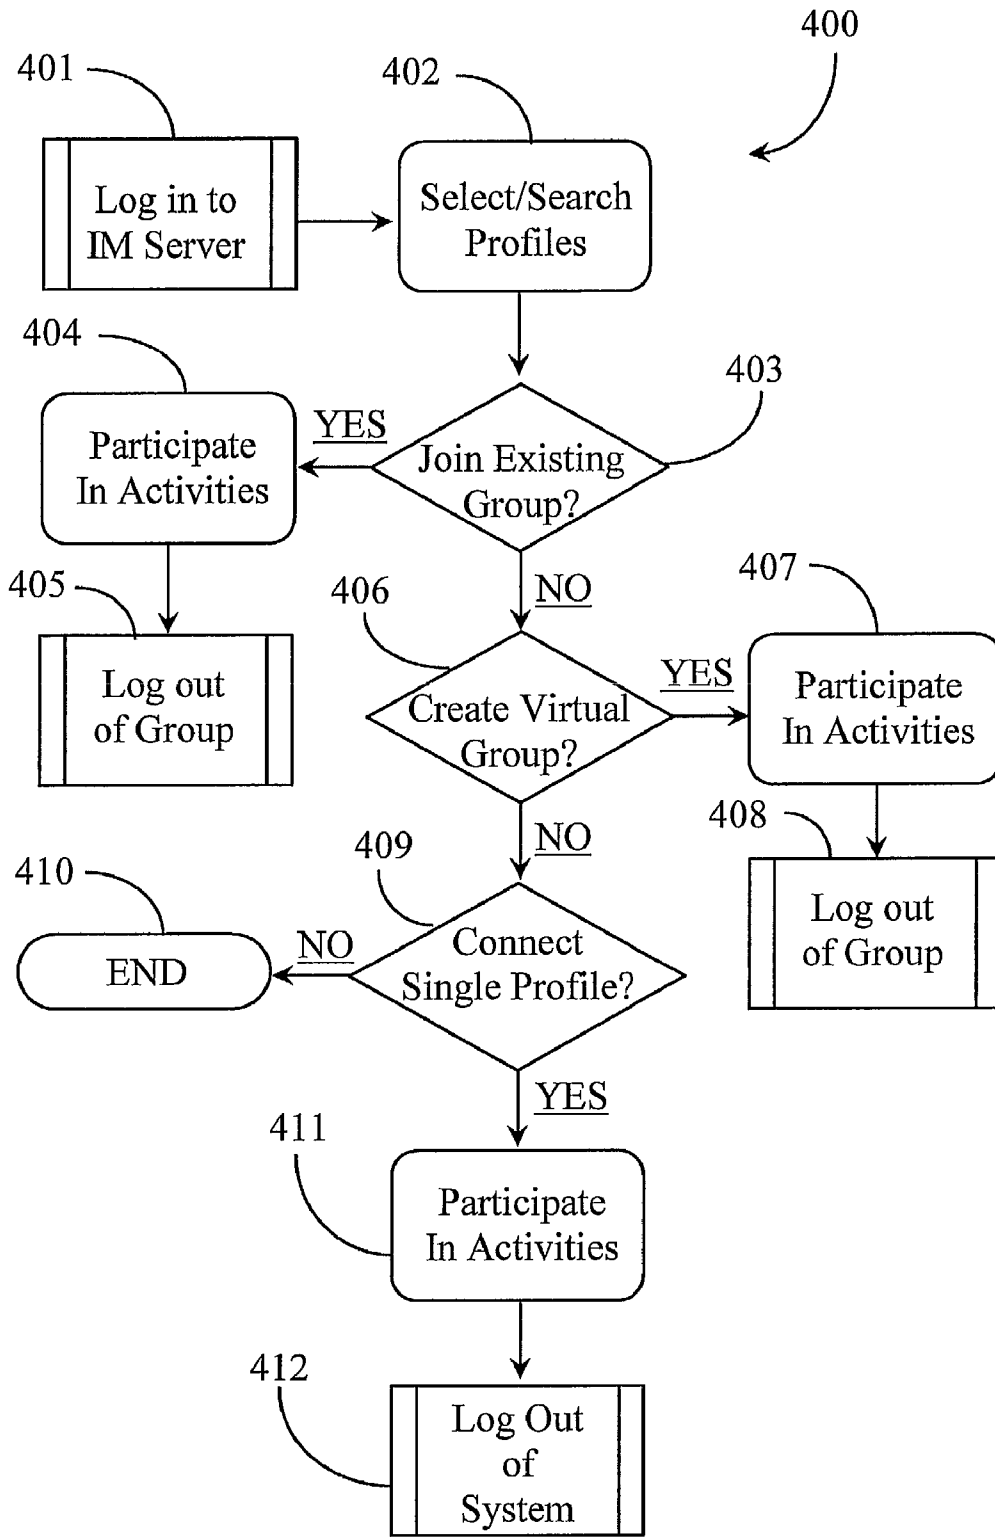 400
401
402
Log in to
IM Server
Select/Search
Profiles
404
403
YES
Participate
In Activities
Join Existing
Group?
405
406
NO
407
Log out
of Group
YES
Create Virtual
Group?
Participate
In Activities
408
409
NO
410
Log out
of Group
NO
END
Connect
Single Profile?
YES
411
Participate
In Activities
412
Log Out
of
System